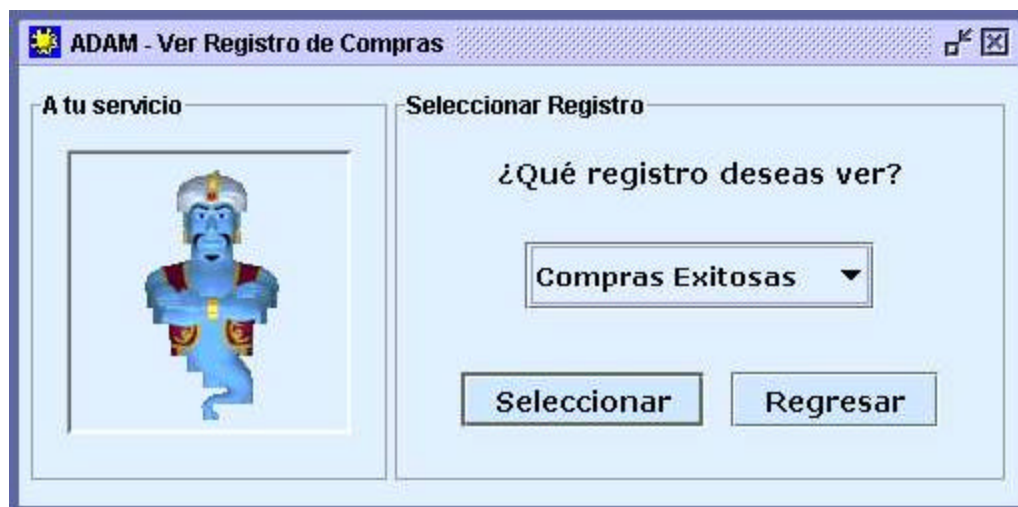 ADAM - Ver Registro de Compras
A tu servicio
Seleccionar Registro
¿Qué registro deseas ver?
Compras Exitosas
Seleccionar
Regresar